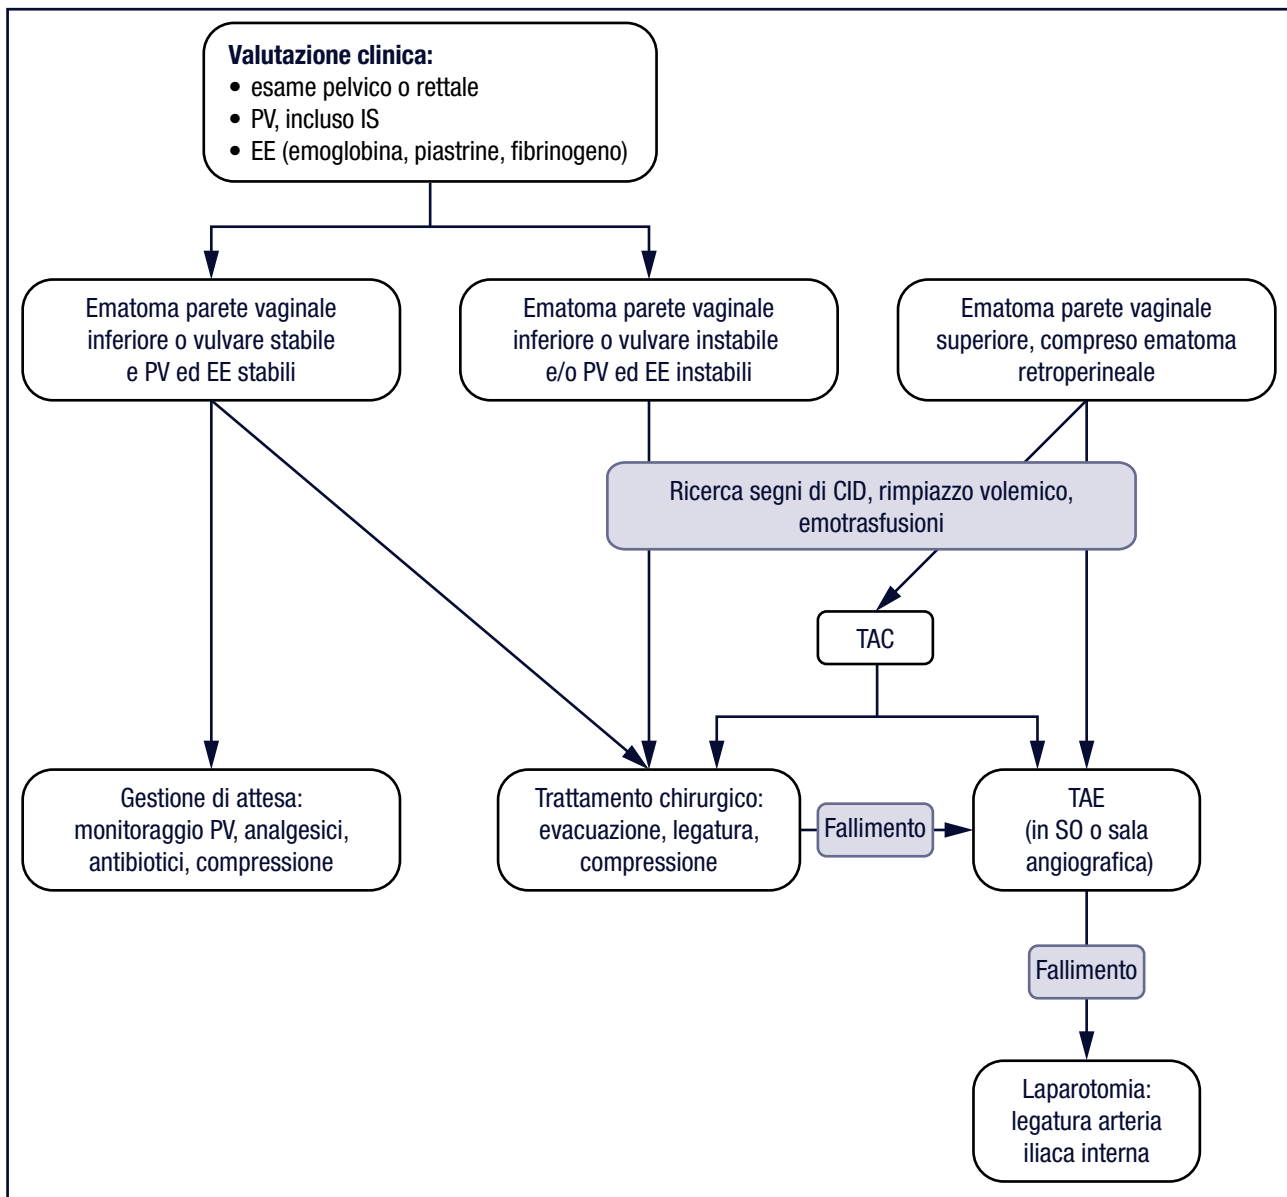 Valutazione clinica:
• esame pelvico o rettale
• PV, incluso IS
• EE (emoglobina, piastrine, fibrinogeno)
Ematoma parete vaginale
inferiore o vulvare stabile
e PV ed EE stabili
Ematoma parete vaginale
inferiore o vulvare instabile
e/o PV ed EE instabili
Ematoma parete vaginale
superiore, compreso ematoma
retroperineale
Ricerca segni di CID, rimpiazzo volemico,
emotrasfusioni
TAC
Gestione di attesa:
monitoraggio PV, analgesici,
antibiotici, compressione
Trattamento chirurgico:
evacuazione, legatura,
compressione
Fallimento
TAE
(in SO o sala
angiografica)
Fallimento
Laparotomia:
legatura arteria
iliaca interna